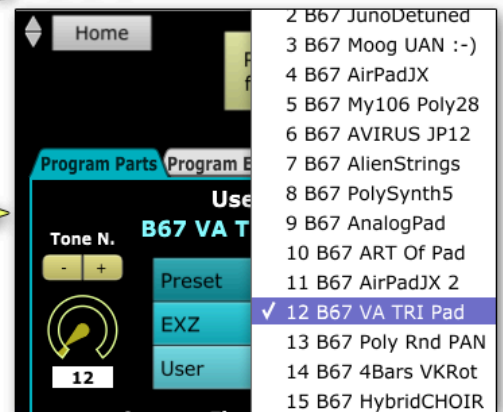 Home
2 B67 JunoDetuned
3 B67 Moog UAN :-)
4 B67 AirPadJX
5 B67 My106 Poly28
6 B67 AVIRUS JP12
7 B67 AlienStrings
8 B67 PolySynth5
9 B67 AnalogPad
10 B67 ART Of Pad
11 B67 AirPadJX 2
✓ 12 B67 VA TRI Pad
13 B67 Poly Rnd PAN
14 B67 4Bars VKRot
15 B67 HybridCHOIR
Program Parts
Program E
Use
B67 VA T
Tone N.
- +
12
Preset
EXZ
User